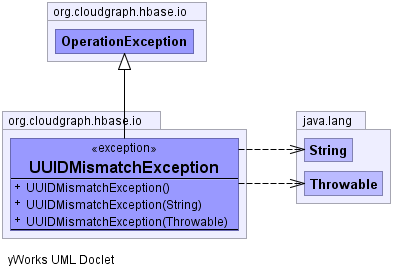 org.cloudgraph.hbase.io
OperationException
org.cloudgraph.hbase.io
«exception»
UUIDMismatchException
+ UUIDMismatchException()
+ UUIDMismatchException(String)
+ UUIDMismatchException(Throwable)
java.lang
String
Throwable
yWorks UML Doclet